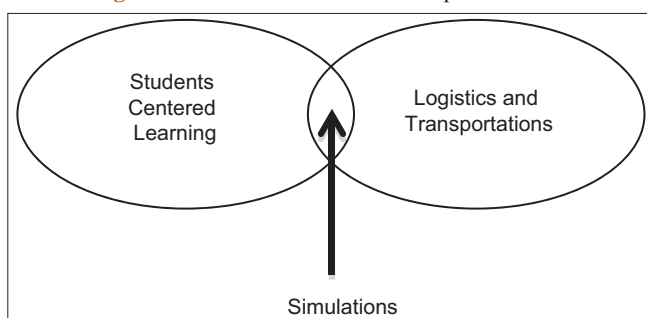 Students
Centered
Learning
Logistics and
Transportations
Simulations